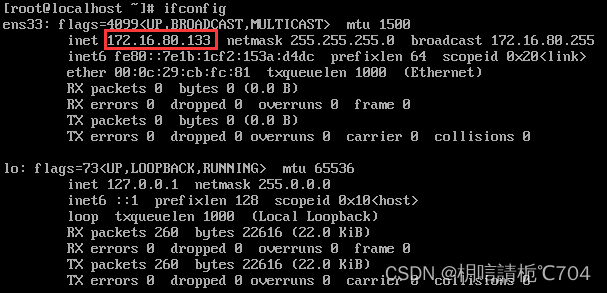 [root@localhost ~]# ifconfig
ens33: flags=4099<UP,BROADCAST,MULTICAST>  mtu 1500
        inet 172.16.80.133  netmask 255.255.255.0  broadcast 172.16.80.255
        inet6 fe80::7e1b:1cf2:153a:d4dc  prefixlen 64  scopeid 0x20<link>
        ether 00:0c:29:cb:fc:81  txqueuelen 1000  (Ethernet)
        RX packets 0  bytes 0 (0.0 B)
        RX errors 0  dropped 0  overruns 0  frame 0
        TX packets 0  bytes 0 (0.0 B)
        TX errors 0  dropped 0 overruns 0  carrier 0  collisions 0
lo: flags=73<UP,LOOPBACK,RUNNING>  mtu 65536
        inet 127.0.0.1  netmask 255.0.0.0
        inet6 ::1  prefixlen 128  scopeid 0x10<host>
        loop  txqueuelen 1000  (Local Loopback)
        RX packets 260  bytes 22616 (22.0 KiB)
        RX errors 0  dropped 0  overruns 0  frame 0
        TX packets 260  bytes 22616 (22.0 KiB)
        TX errors 0  dropped 0 overruns 0  carrier 0  collisions 0
CSDN @枂唁請栀℃704